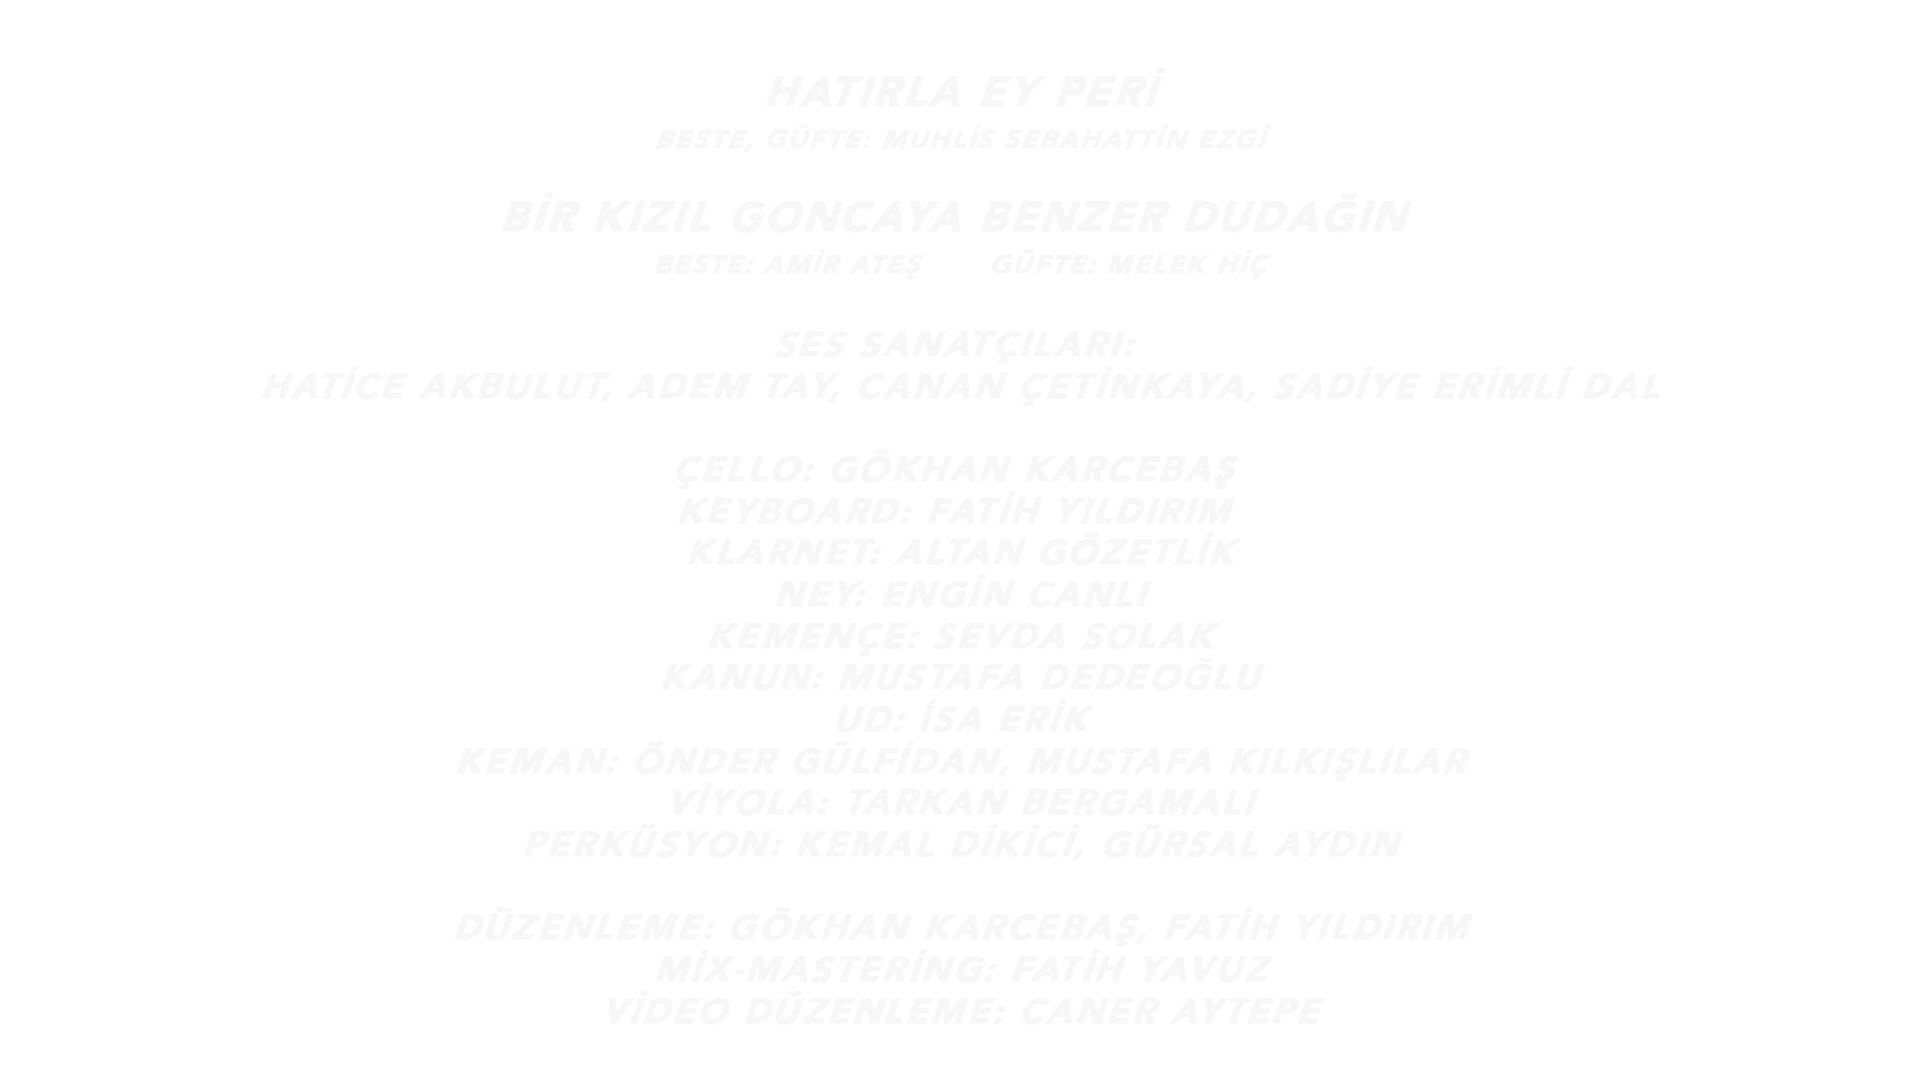 HATIRLA EY PERİ
BESTE, GÜFTE: MUHLİS SEBAHATTİN EZGİ
BİR KIZIL GONCAYA BENZER DUDAĞIN
BESTE: AMİR ATEŞ GÜFTE: MELEK HİÇ
SES SANATÇILARI:
HATİCE AKBULUT, ADEM TAY, CANAN ÇETİNKAYA, SADİYE ERİMLİ DAL
ÇELLO: GÖKHAN KARCEBAŞ
KEYBOARD: FATİH YILDIRIM
KLARNET: ALTAN GÖZETLİK
NEY: ENGİN CANLI
KEMENÇE: SEVDA SOLAK
KANUN: MUSTAFA DEDEOĞLU
UD: İSA ERİK
KEMAN: ÖNDER GÜLFİDAN, MUSTAFA KILKIŞLILAR
VİYOLA: TARKAN BERGAMALI
PERKÜSYON: KEMAL DİKİCİ, GÜRSAL AYDIN
DÜZENLEME: GÖKHAN KARCEBAŞ, FATİH YILDIRIM
MİX-MASTERİNG: FATİH YAVUZ
VİDEO DÜZENLEME: CANER AYTEPE